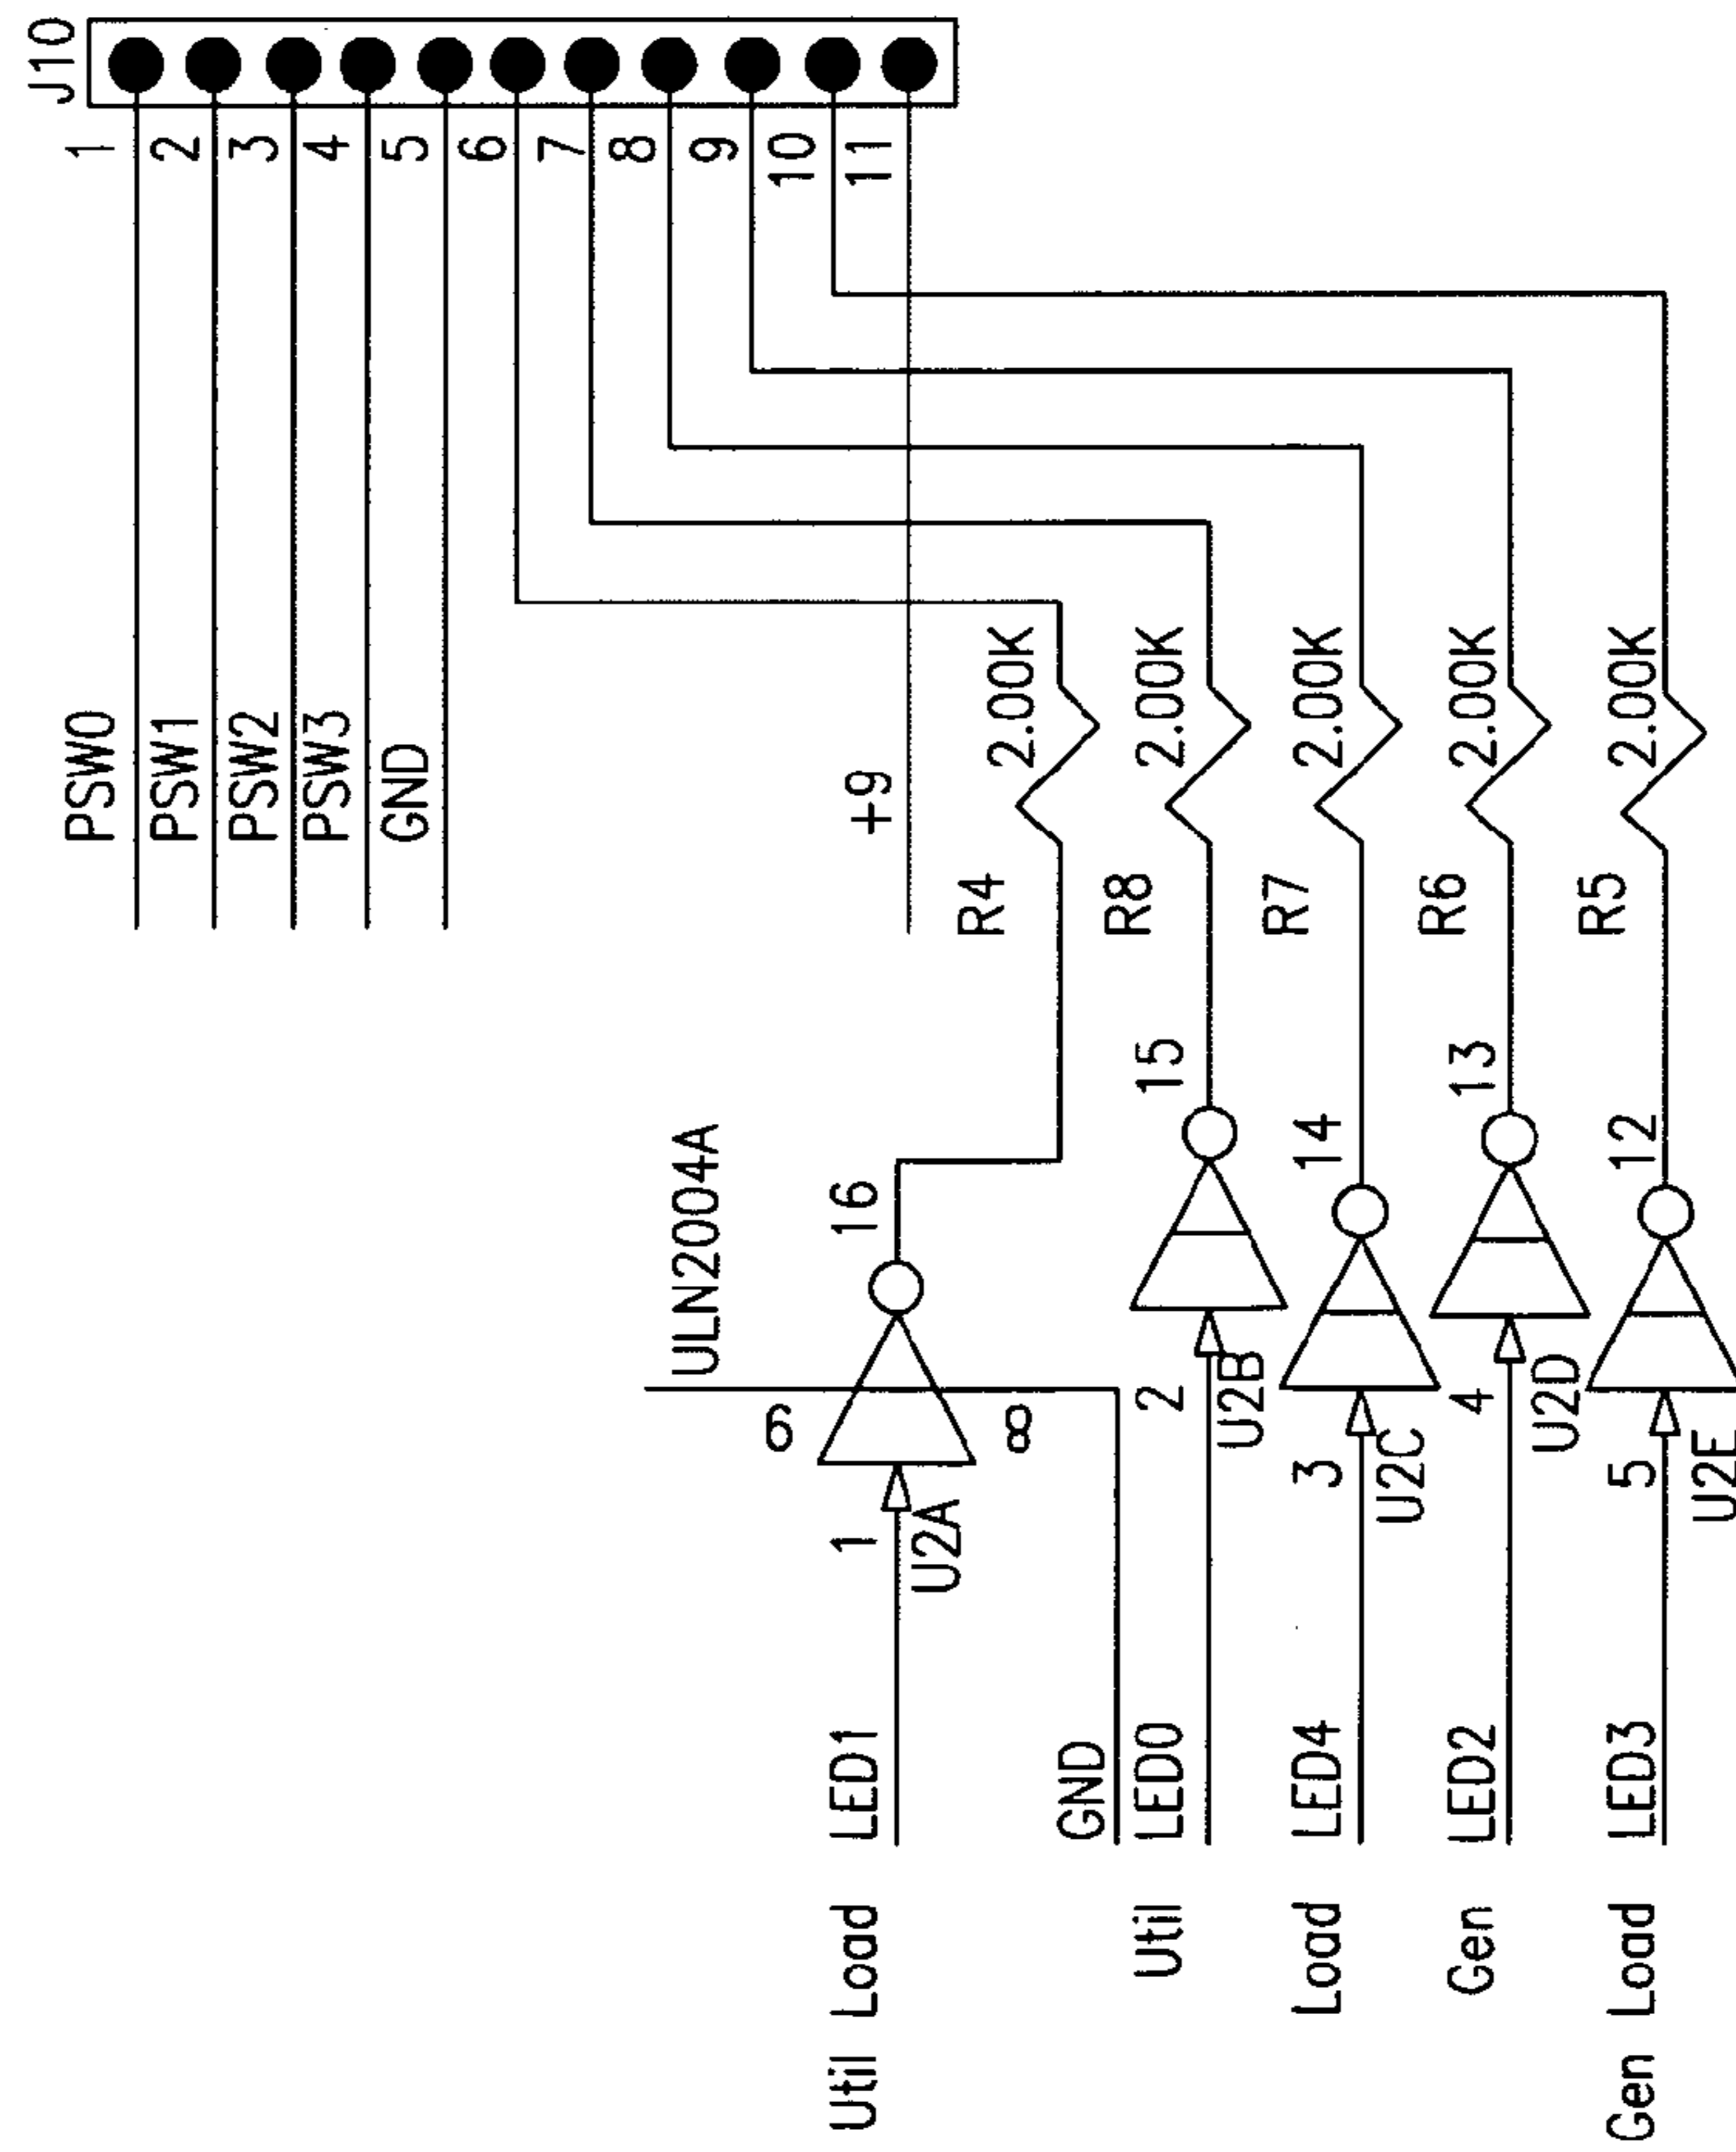 J10
1
2
3
4
5
6
7
8
9
10
11
PSW0
PSW1
PSW2
PSW3
GND
+9
R4 2.00K
R8 2.00K
R7 2.00K
R6 2.00K
R5 2.00K
ULN2004A
Util Load LED1 1 16
U2A
6
8
GND
Util LED0 2 15
U2B
Load LED4 3 14
U2C
Gen LED2 4 13
U2D
Gen Load LED3 5 12
U2E